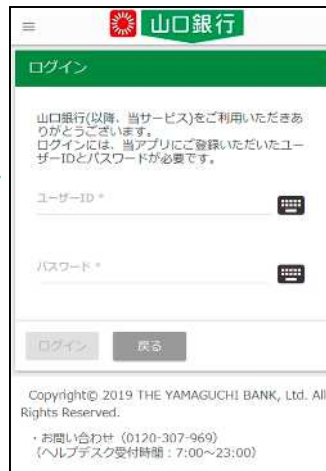 山口銀行
ログイン
山口銀行(以降、当サービス)をご利用いただきあ
りがとうございます。
ログインには、当アプリにご登録いただいたユー
ザーIDとパスワードが必要です。
ユーザーID *
パスワード *
ログイン 戻る
Copyright© 2019 THE YAMAGUCHI BANK, Ltd. All
Rights Reserved.
・お問い合わせ（0120-307-969）
（ヘルプデスク受付時間：7:00～23:00）